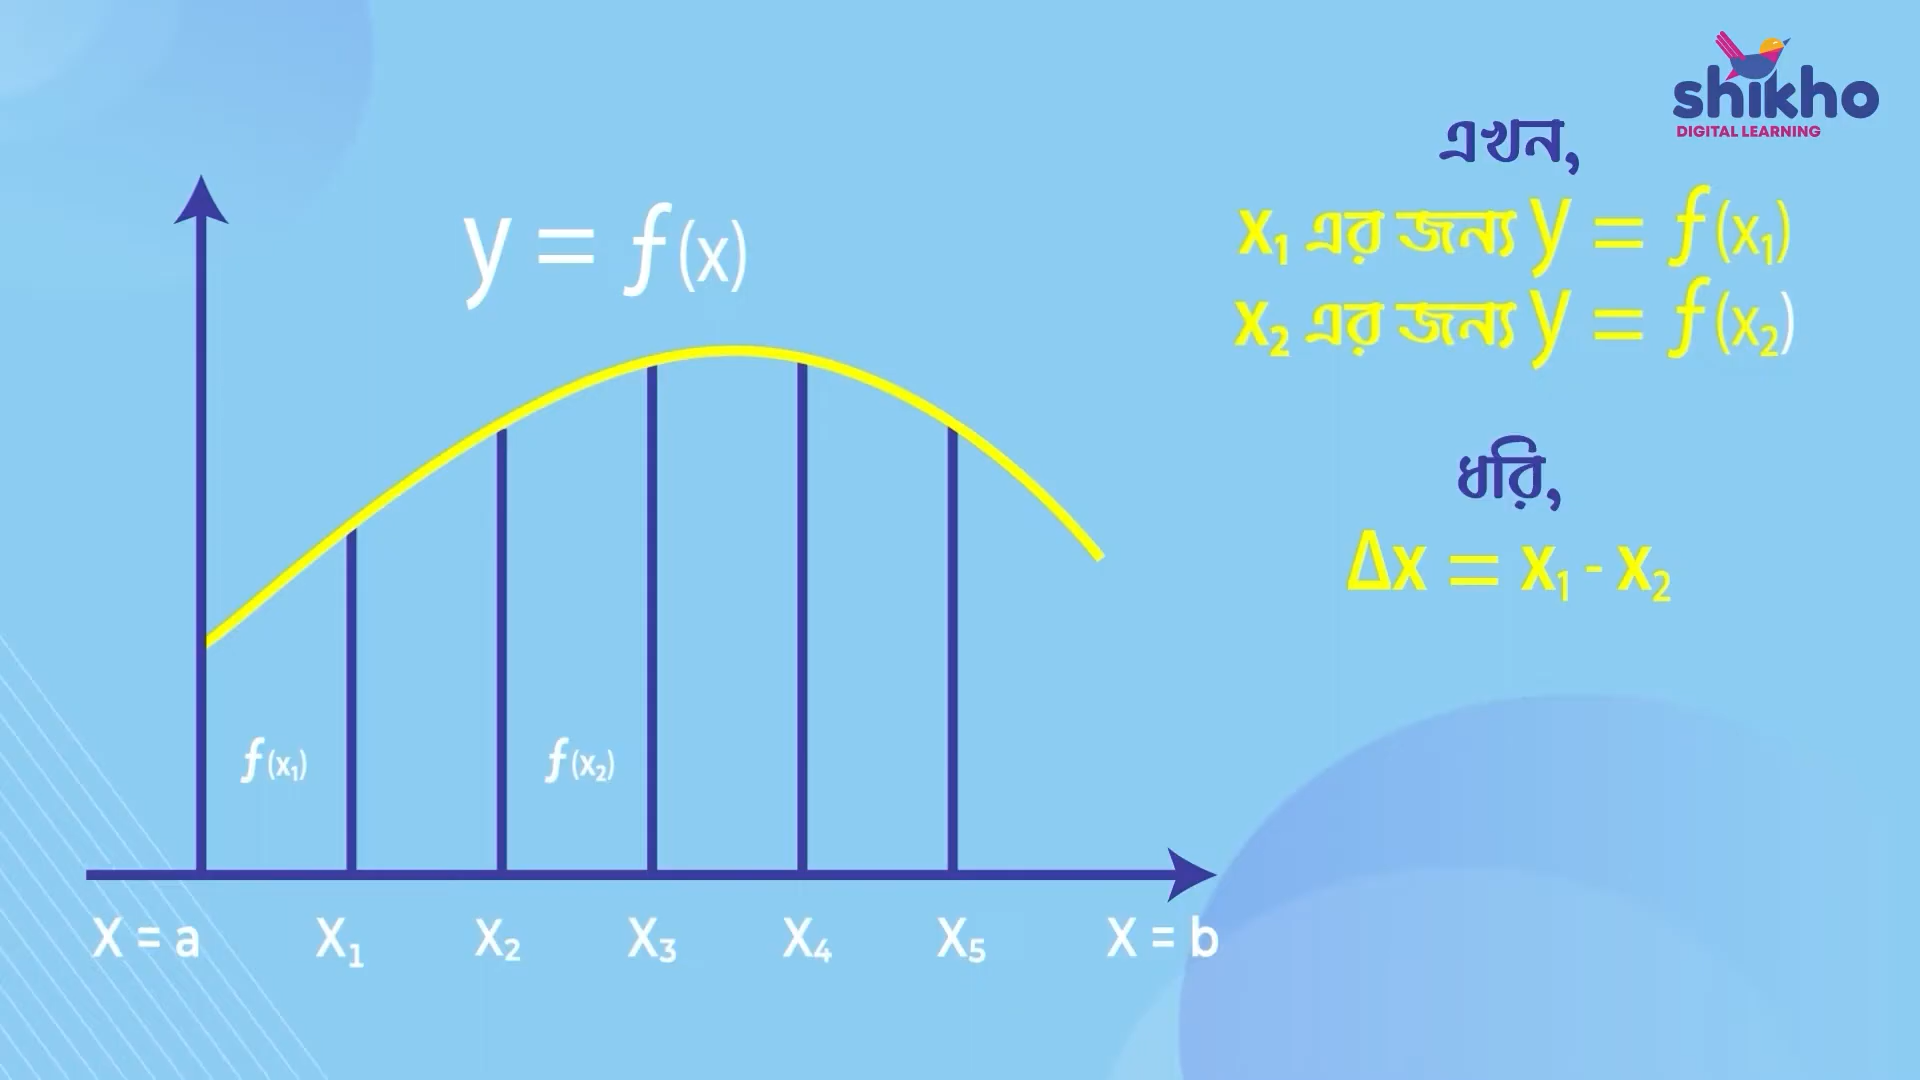 shikho
DIGITAL LEARNING
এখন,
x₁ এর জন্য y = f(x₁)
x₂ এর জন্য y = f(x₂)
ধরি,
Δx = x₁ - x₂
y = f(x)
f(x₁) f(x₂)
X = a X₁ X₂ X₃ X₄ X₅ X = b